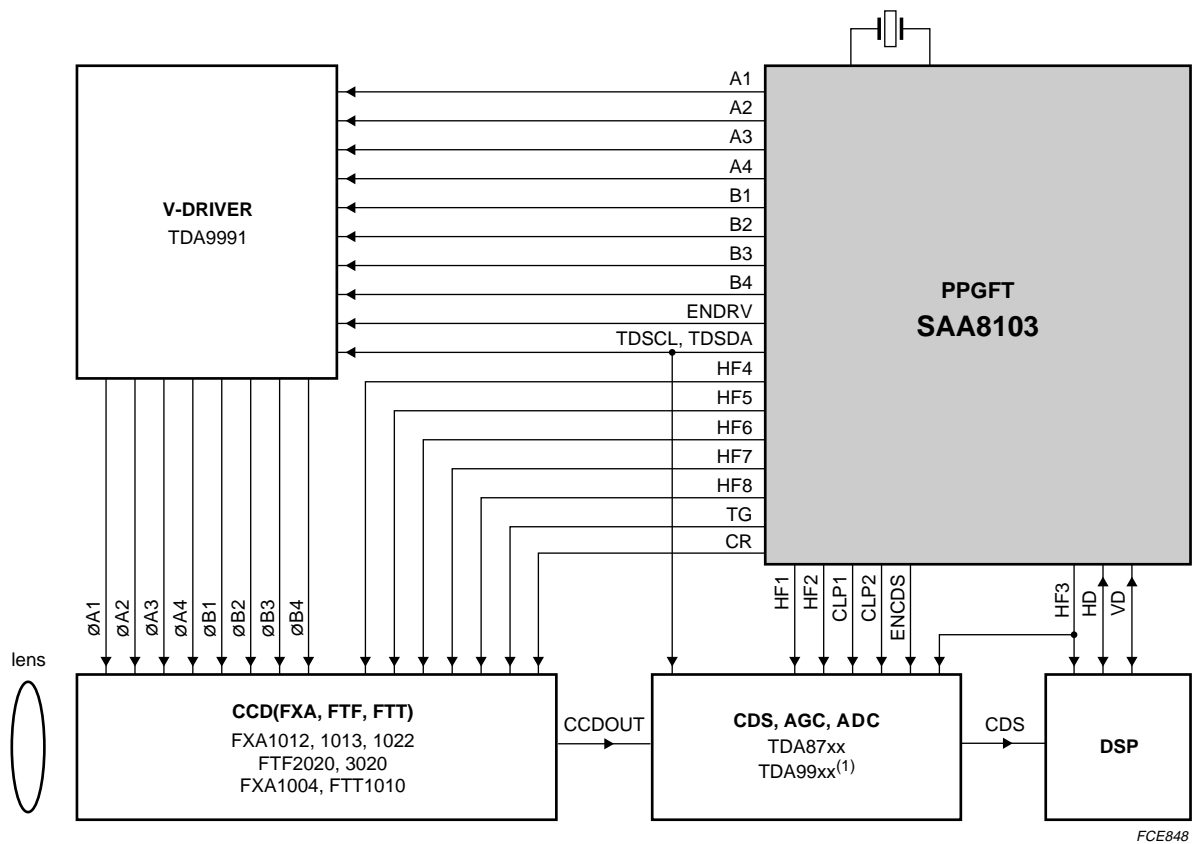 A1
A2
A3
A4
B1
B2
B3
B4
ENDRV
TDSCL, TDSDA
HF4
HF5
HF6
HF7
HF8
TG
CR
V-DRIVER
TDA9991
PPGFT
SAA8103
øA1
øA2
øA3
øA4
øB1
øB2
øB3
øB4
HF1
HF2
CLP1
CLP2
ENCDS
HF3
HD
VD
lens
CCD(FXA, FTF, FTT)
FXA1012, 1013, 1022
FTF2020, 3020
FXA1004, FTT1010
CCDOUT
CDS, AGC, ADC
TDA87xx
TDA99xx(1)
CDS
DSP
FCE848